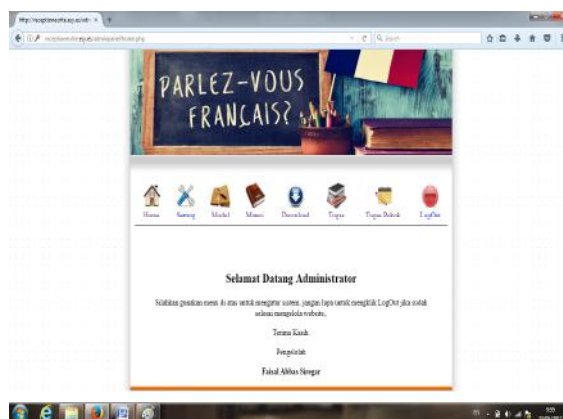 Search
PARLEZ-VOUS
FRANÇAIS?
Home
Modul
Materi
Download
Tugas
LogOut
Selamat Datang Administrator
Silahkan gunakan menu di atas untuk mengatur sistem, jangan lupa untuk mengklik LogOut jika sudah
selesai mengelola website,
Terima Kasih
Pengelolah
Faisal Abbas Siregar